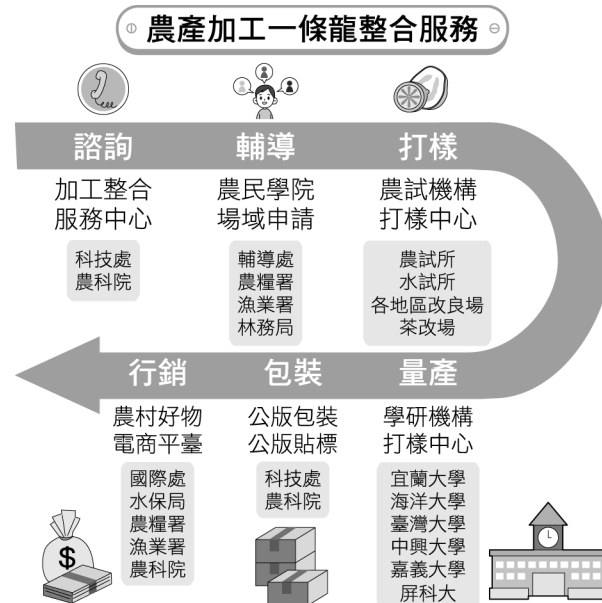 農產加工一條龍整合服務
諮詢
輔導
打樣
加工整合
服務中心
科技處
農科院
農民學院
場域申請
輔導處
農糧署
漁業署
林務局
農試機構
打樣中心
農試所
水試所
各地區改良場
茶改場
量產
包裝
行銷
學研機構
打樣中心
宜蘭大學
海洋大學
臺灣大學
中興大學
嘉義大學
屏科大
公版包裝
公版貼標
科技處
農科院
農村好物
電商平臺
國際處
水保局
農糧署
漁業署
農科院
$